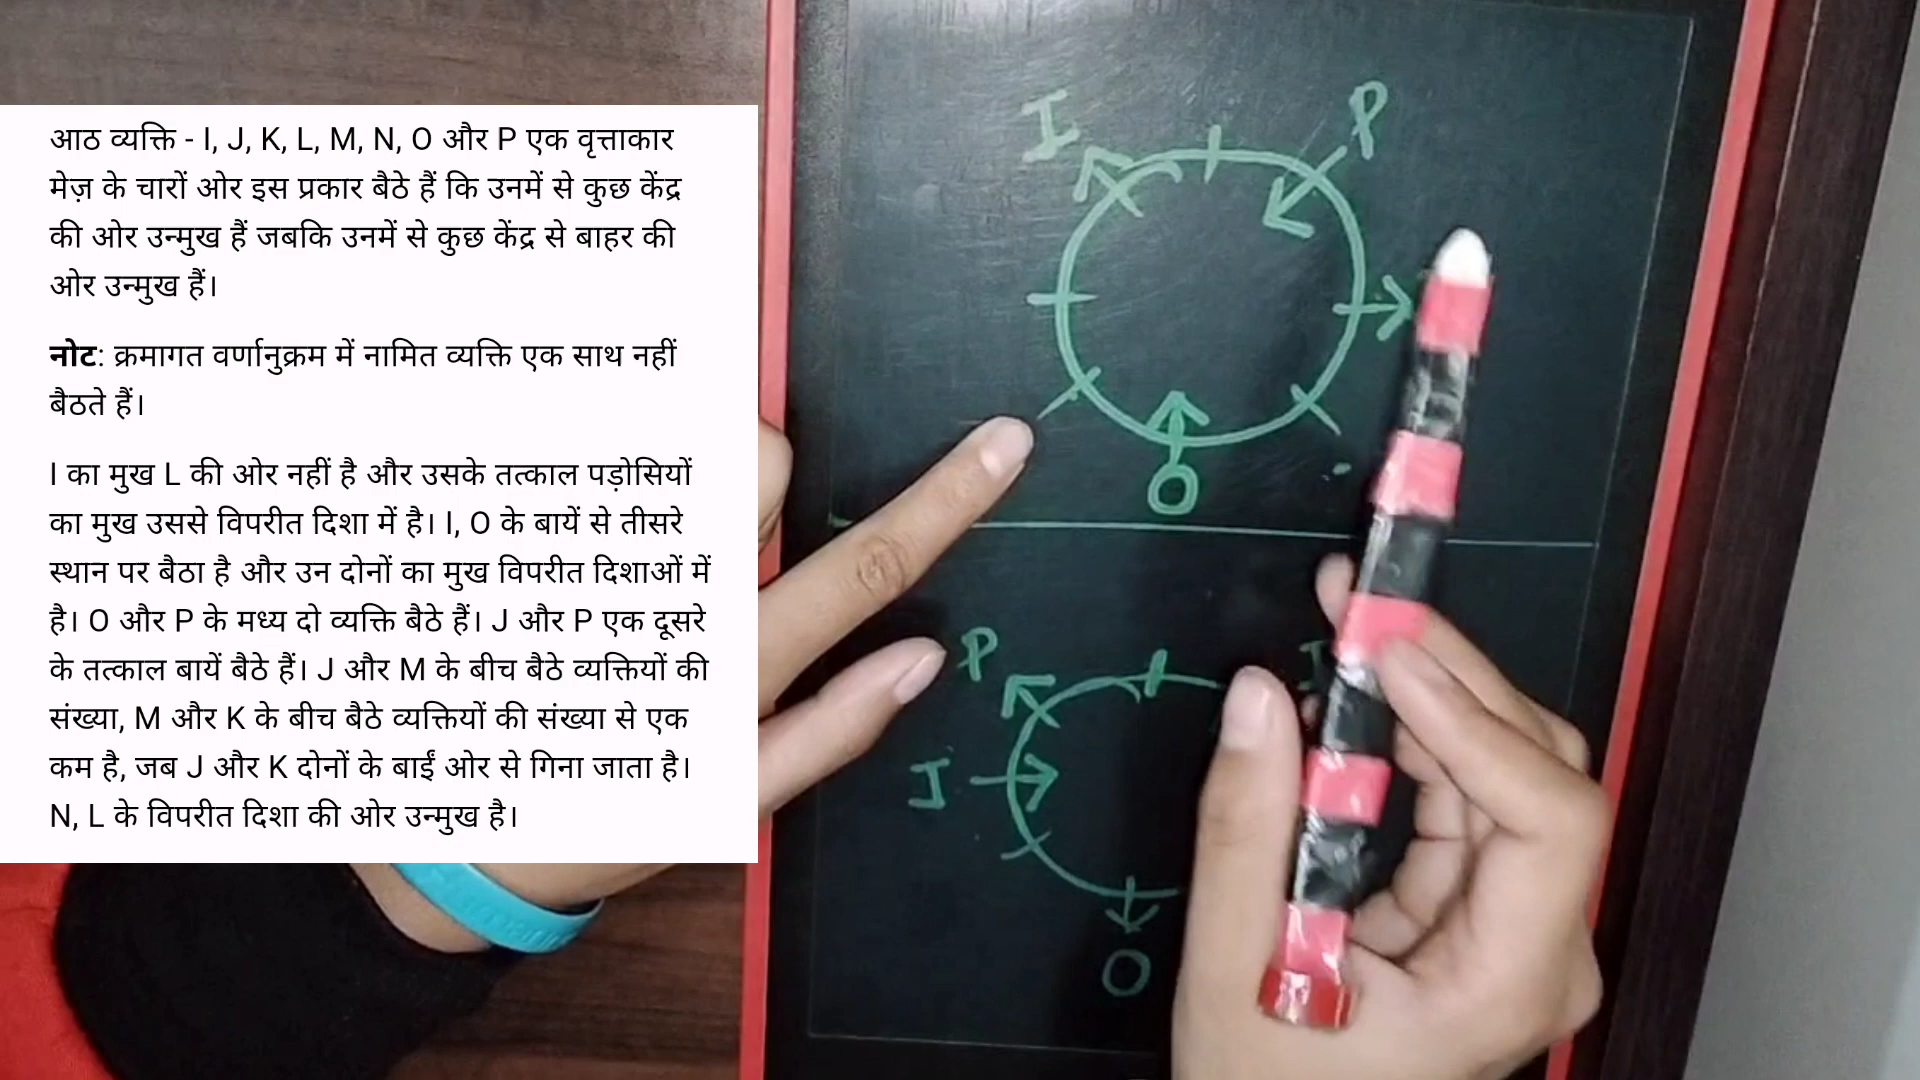 आठ व्यक्ति - I, J, K, L, M, N, O और P एक वृत्ताकार
मेज़ के चारों ओर इस प्रकार बैठे हैं कि उनमें से कुछ केंद्र
की ओर उन्मुख हैं जबकि उनमें से कुछ केंद्र से बाहर की
ओर उन्मुख हैं।
नोट: क्रमागत वर्णानुक्रम में नामित व्यक्ति एक साथ नहीं
बैठते हैं।
I का मुख L की ओर नहीं है और उसके तत्काल पड़ोसियों
का मुख उससे विपरीत दिशा में है। I, O के बायें से तीसरे
स्थान पर बैठा है और उन दोनों का मुख विपरीत दिशाओं में
है। O और P के मध्य दो व्यक्ति बैठे हैं। J और P एक दूसरे
के तत्काल बायें बैठे हैं। J और M के बीच बैठे व्यक्तियों की
संख्या, M और K के बीच बैठे व्यक्तियों की संख्या से एक
कम है, जब J और K दोनों के बाईं ओर से गिना जाता है।
N, L के विपरीत दिशा की ओर उन्मुख है।
I
P
O
P
J
O